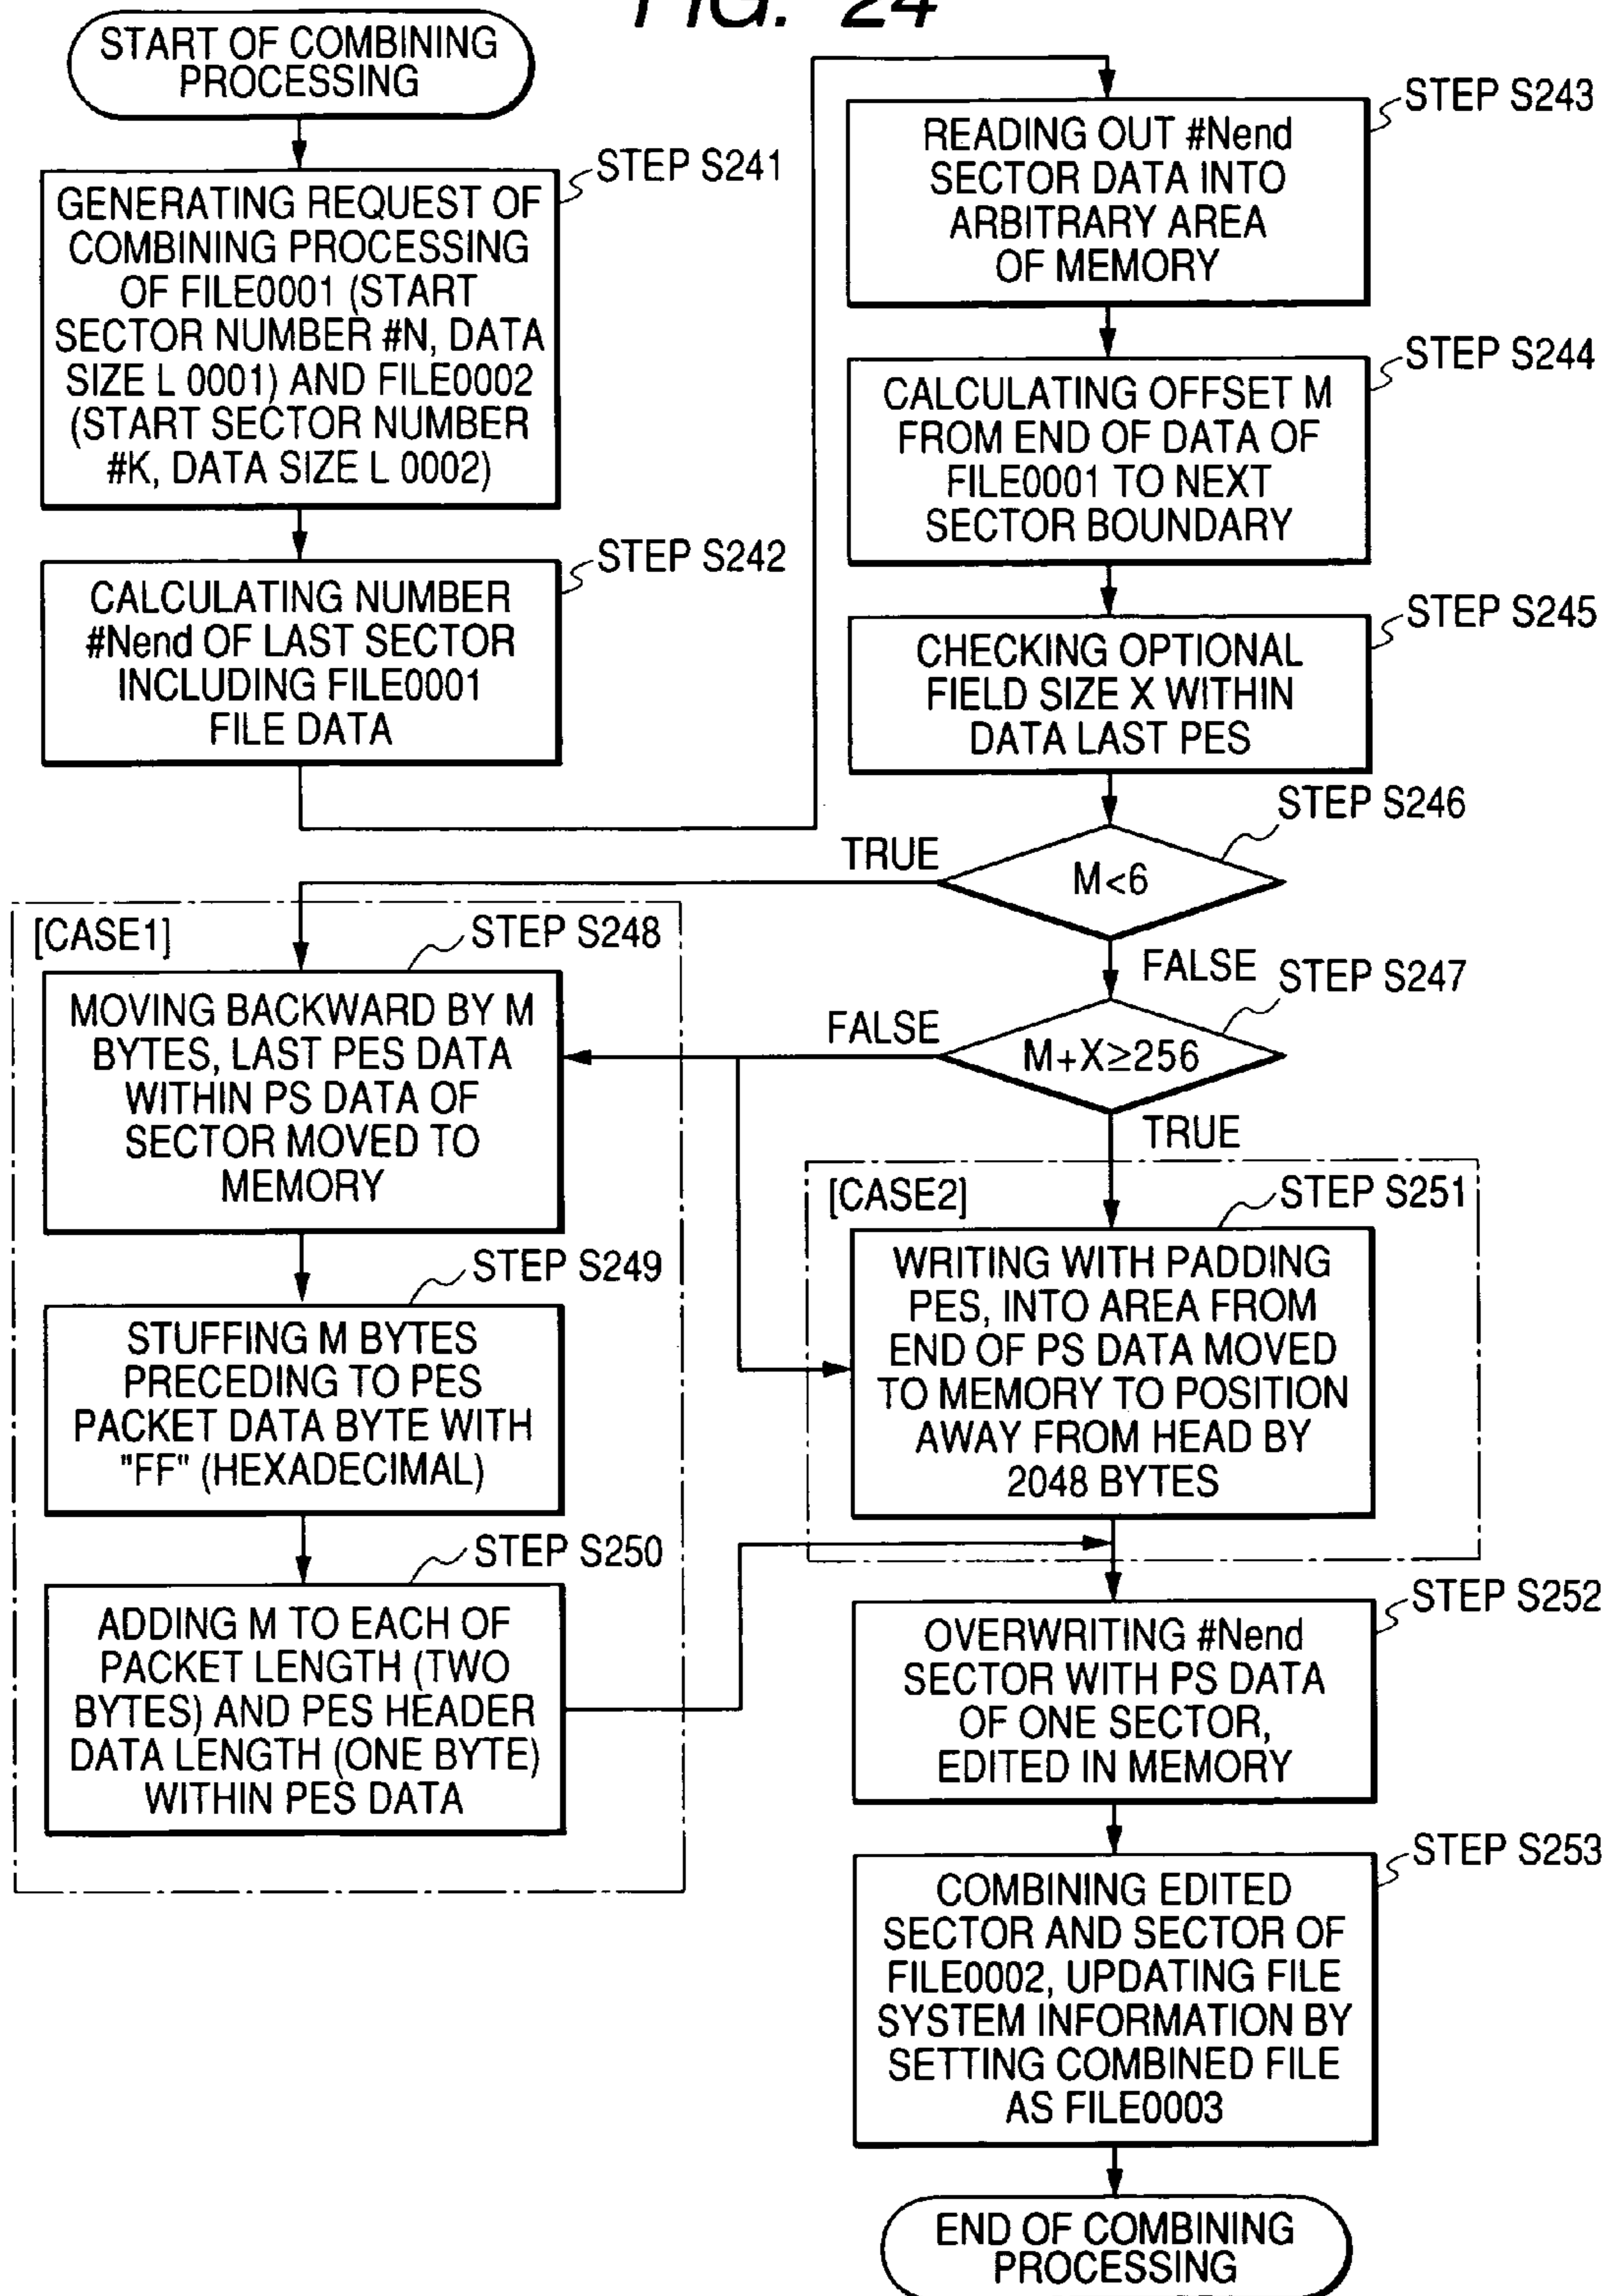 FIG. 24
START OF COMBINING
PROCESSING
STEP S241
GENERATING REQUEST OF
COMBINING PROCESSING
OF FILE0001 (START
SECTOR NUMBER #N, DATA
SIZE L 0001) AND FILE0002
(START SECTOR NUMBER
#K, DATA SIZE L 0002)
STEP S242
CALCULATING NUMBER
#Nend OF LAST SECTOR
INCLUDING FILE0001
FILE DATA
STEP S243
READING OUT #Nend
SECTOR DATA INTO
ARBITRARY AREA
OF MEMORY
STEP S244
CALCULATING OFFSET M
FROM END OF DATA OF
FILE0001 TO NEXT
SECTOR BOUNDARY
STEP S245
CHECKING OPTIONAL
FIELD SIZE X WITHIN
DATA LAST PES
STEP S246
TRUE
M<6
FALSE
STEP S247
FALSE
M+X≥256
TRUE
[CASE1]
STEP S248
MOVING BACKWARD BY M
BYTES, LAST PES DATA
WITHIN PS DATA OF
SECTOR MOVED TO
MEMORY
STEP S249
STUFFING M BYTES
PRECEDING TO PES
PACKET DATA BYTE WITH
"FF" (HEXADECIMAL)
STEP S250
ADDING M TO EACH OF
PACKET LENGTH (TWO
BYTES) AND PES HEADER
DATA LENGTH (ONE BYTE)
WITHIN PES DATA
[CASE2]
STEP S251
WRITING WITH PADDING
PES, INTO AREA FROM
END OF PS DATA MOVED
TO MEMORY TO POSITION
AWAY FROM HEAD BY
2048 BYTES
STEP S252
OVERWRITING #Nend
SECTOR WITH PS DATA
OF ONE SECTOR,
EDITED IN MEMORY
STEP S253
COMBINING EDITED
SECTOR AND SECTOR OF
FILE0002, UPDATING FILE
SYSTEM INFORMATION BY
SETTING COMBINED FILE
AS FILE0003
END OF COMBINING
PROCESSING